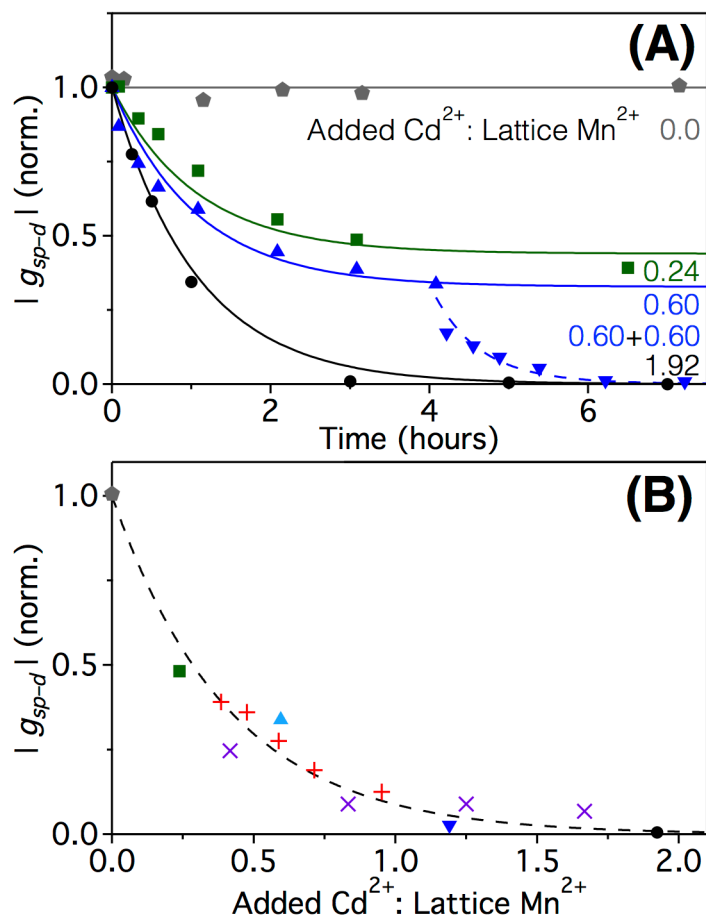 (A)
1.0
Added Cd²⁺: Lattice Mn²⁺ 0.0
| g_sp-d | (norm.)
0.5
0.24
0.60
0.60+0.60
1.92
0.0
0 2 4 6
Time (hours)
(B)
1.0
| g_sp-d | (norm.)
0.5
0.0
0.0 0.5 1.0 1.5 2.0
Added Cd²⁺: Lattice Mn²⁺